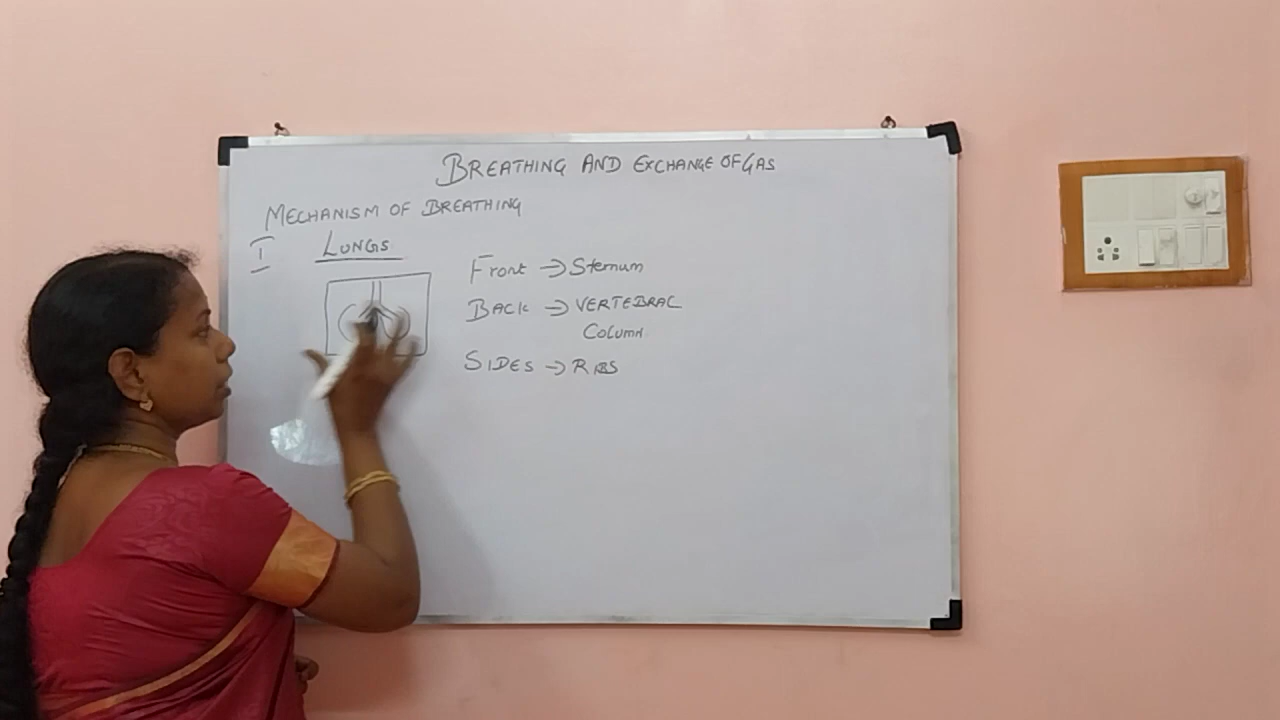 BREATHING AND EXCHANGE OF GAS
MECHANISM OF BREATHING
I LUNGS
Front → Sternum
BACK → VERTEBRAL
COLUMN
SIDES → RIBS